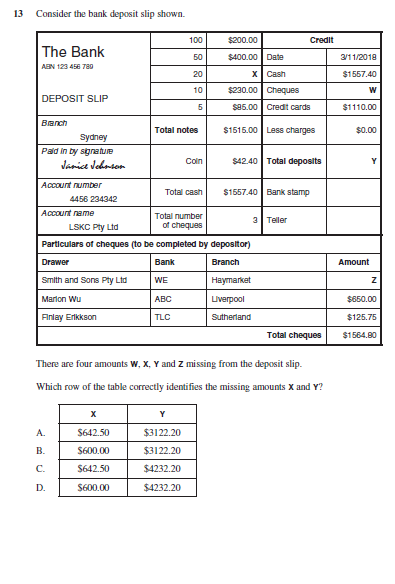 13 Consider the bank deposit slip shown.
The Bank
ABN 123 456 789
DEPOSIT SLIP
100 $200.00 Credit
50 $400.00 Date 3/11/2018
20 X Cash $1557.40
10 $230.00 Cheques W
5 $85.00 Credit cards $1110.00
Branch
Sydney
Total notes $1515.00 Less charges $0.00
Paid in by signature
Janice Johnson
Coin $42.40 Total deposits Y
Account number
4456 234342
Total cash $1557.40 Bank stamp
Account name
LSKC Pty Ltd
Total number
of cheques
3 Teller
Particulars of cheques (to be completed by depositor)
Drawer Bank Branch Amount
Smith and Sons Pty Ltd WE Haymarket Z
Marion Wu ABC Liverpool $650.00
Finlay Erikkson TLC Sutherland $125.75
Total cheques $1564.80
There are four amounts W, X, Y and Z missing from the deposit slip.
Which row of the table correctly identifies the missing amounts X and Y?
X Y
A. $642.50 $3122.20
B. $600.00 $3122.20
C. $642.50 $4232.20
D. $600.00 $4232.20